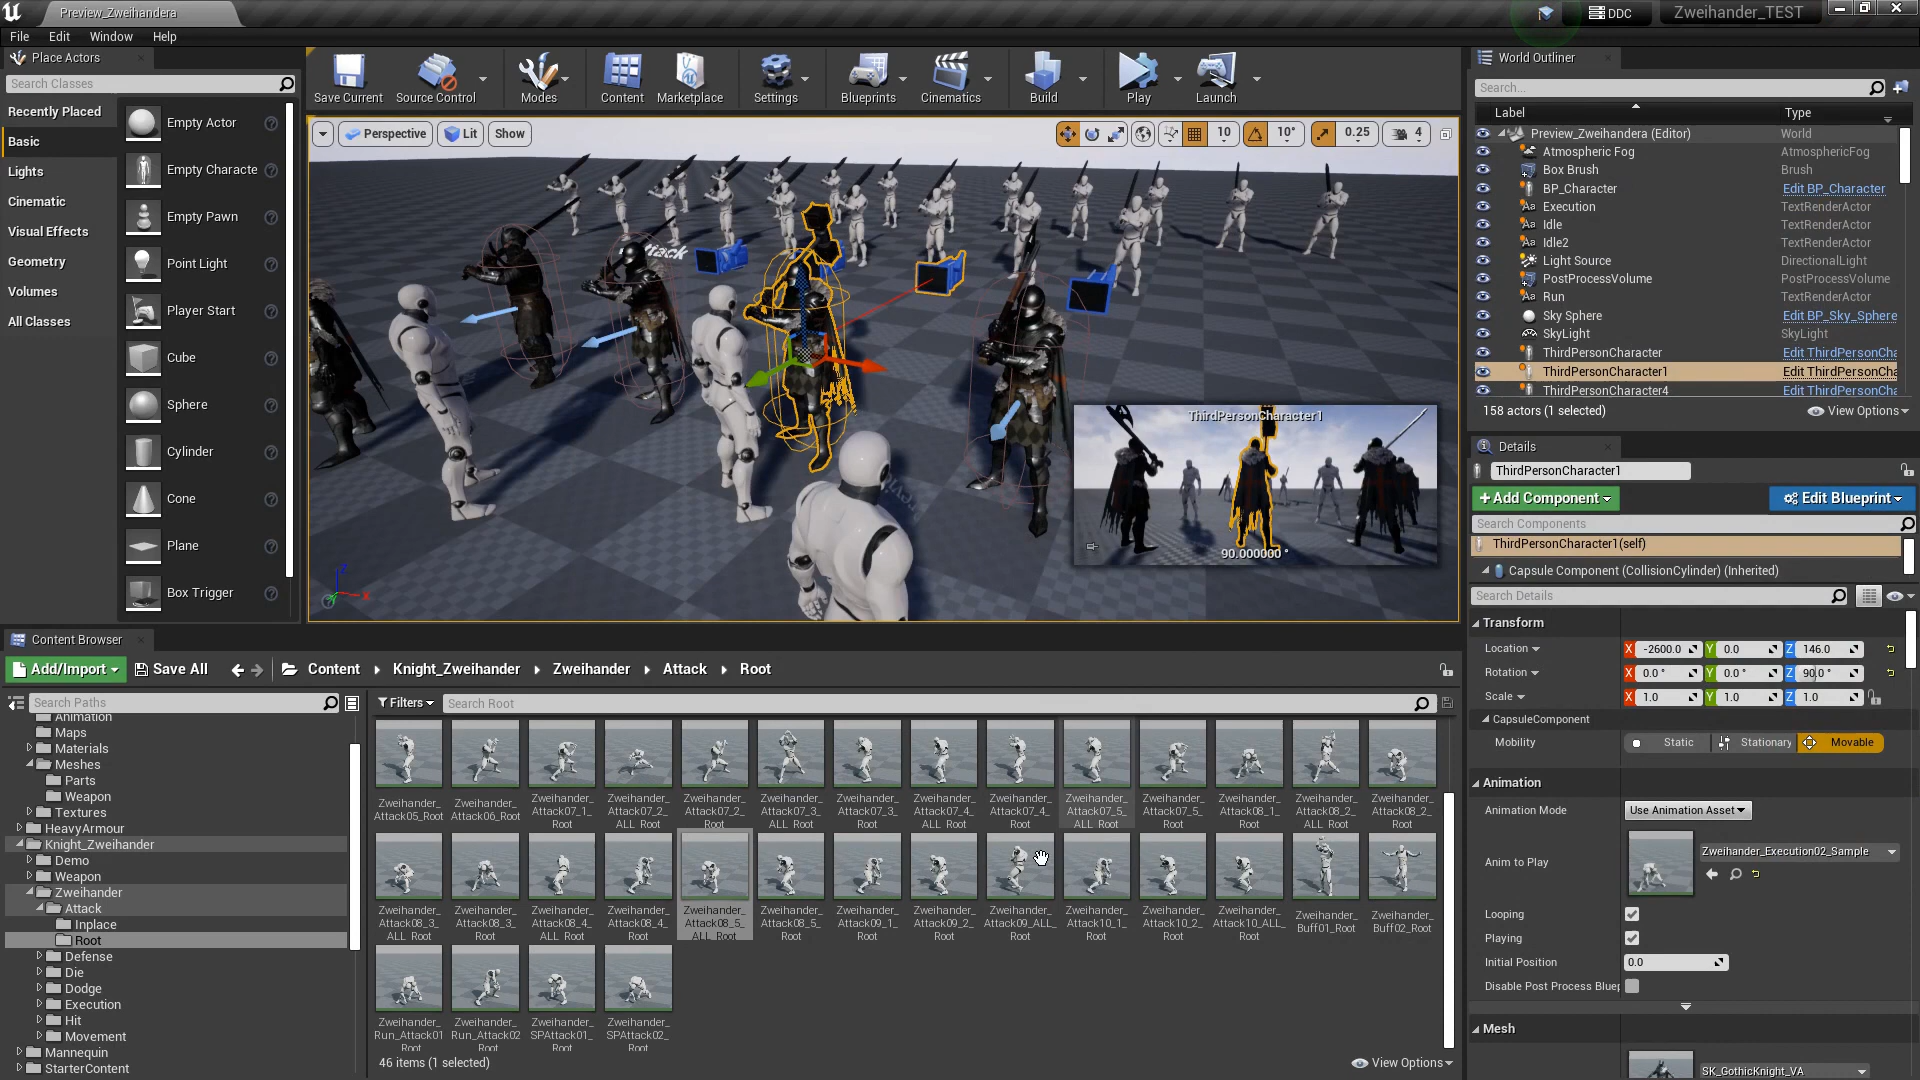 Preview_Zweihandera
DDC
Zweihander_TEST
File Edit Window Help
Place Actors
Search Classes
Recently Placed
Basic
Lights
Cinematic
Visual Effects
Geometry
Volumes
All Classes
Empty Actor
Empty Characte
Empty Pawn
Point Light
Player Start
Cube
Sphere
Cylinder
Cone
Plane
Box Trigger
Save Current
Source Control
Modes
Content
Marketplace
Settings
Blueprints
Cinematics
Build
Play
Launch
Perspective
Lit
Show
10
10°
0.25
4
ThirdPersonCharacter1
90.000000 °
World Outliner
Search...
Label Type
Preview_Zweihandera (Editor) World
Atmospheric Fog AtmosphericFog
Box Brush Brush
BP_Character Edit BP_Character
Execution TextRenderActor
Idle TextRenderActor
Idle2 TextRenderActor
Light Source DirectionalLight
PostProcessVolume PostProcessVolume
Run TextRenderActor
Sky Sphere Edit BP_Sky_Sphere
SkyLight SkyLight
ThirdPersonCharacter Edit ThirdPersonCha
ThirdPersonCharacter1 Edit ThirdPersonCha
ThirdPersonCharacter4 Edit ThirdPersonCha
158 actors (1 selected)
View Options
Details
ThirdPersonCharacter1
+Add Component
Edit Blueprint
Search Components
ThirdPersonCharacter1(self)
Capsule Component (CollisionCylinder) (Inherited)
Search Details
Transform
Location X -2600.0 Y 0.0 Z 146.0
Rotation X 0.0 ° Y 0.0 ° Z 90.0 °
Scale X 1.0 Y 1.0 Z 1.0
CapsuleComponent
Mobility Static Stationary Movable
Animation
Animation Mode Use Animation Asset
Anim to Play Zweihander_Execution02_Sample
Looping
Playing
Initial Position 0.0
Disable Post Process Bluep
Mesh
SK_GothicKnight_VA
Content Browser
Add/Import
Save All
Content Knight_Zweihander Zweihander Attack Root
Search Paths
Filters
Search Root
Animation
Maps
Materials
Meshes
Parts
Weapon
Textures
HeavyArmour
Knight_Zweihander
Demo
Weapon
Zweihander
Attack
Inplace
Root
Defense
Die
Dodge
Execution
Hit
Movement
Mannequin
StarterContent
Zweihander_Attack05_Root
Zweihander_Attack06_Root
Zweihander_Attack07_1_Root
Zweihander_Attack07_2_ALL_Root
Zweihander_Attack07_2_Root
Zweihander_Attack07_3_ALL_Root
Zweihander_Attack07_3_Root
Zweihander_Attack07_4_ALL_Root
Zweihander_Attack07_4_Root
Zweihander_Attack07_5_ALL_Root
Zweihander_Attack07_5_Root
Zweihander_Attack08_1_Root
Zweihander_Attack08_2_ALL_Root
Zweihander_Attack08_2_Root
Zweihander_Attack08_3_ALL_Root
Zweihander_Attack08_3_Root
Zweihander_Attack08_4_ALL_Root
Zweihander_Attack08_4_Root
Zweihander_Attack08_5_ALL_Root
Zweihander_Attack08_5_Root
Zweihander_Attack09_1_Root
Zweihander_Attack09_2_Root
Zweihander_Attack09_ALL_Root
Zweihander_Attack10_1_Root
Zweihander_Attack10_2_Root
Zweihander_Attack10_ALL_Root
Zweihander_Buff01_Root
Zweihander_Buff02_Root
Zweihander_Run_Attack01_Root
Zweihander_Run_Attack02_Root
Zweihander_SPAttack01_Root
Zweihander_SPAttack02_Root
46 items (1 selected)
View Options